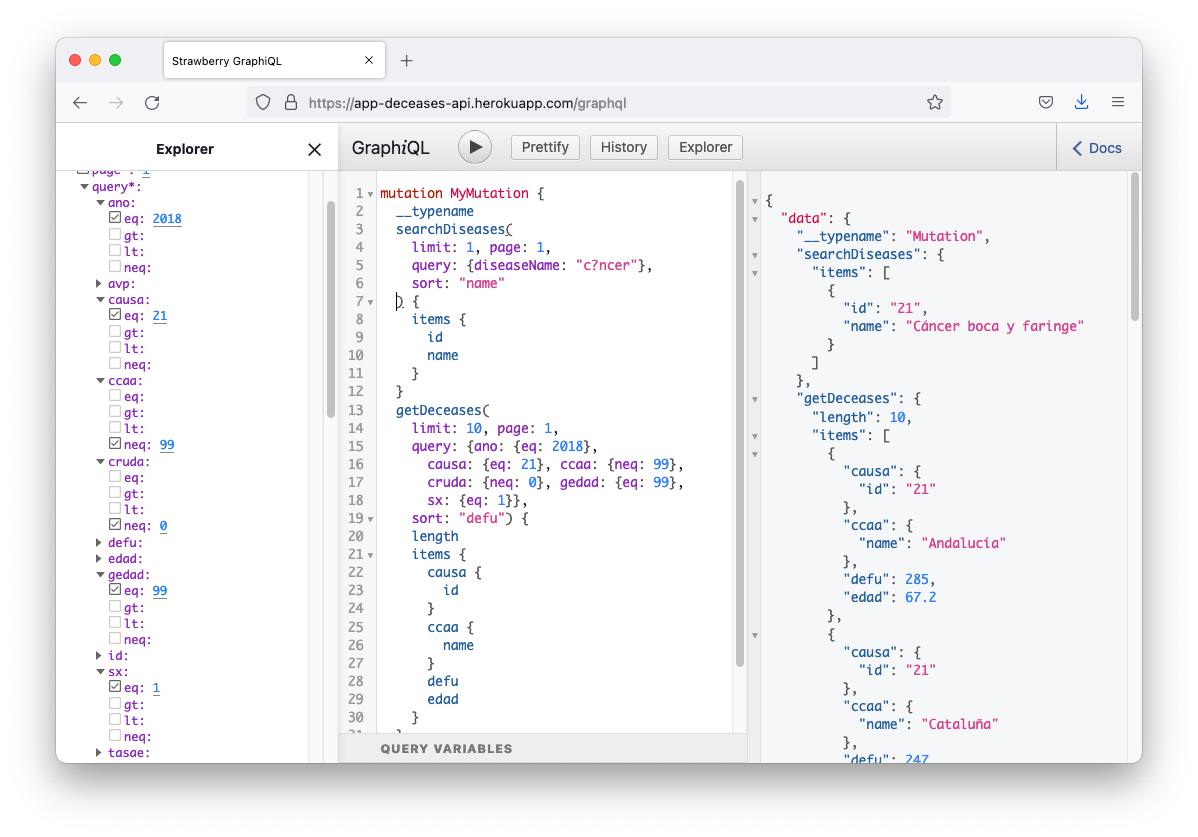 Strawberry GraphiQL
https://app-deceases-api.herokuapp.com/graphql
Explorer
GraphiQL
Prettify
History
Explorer
Docs
page*: 1
query*:
ano:
eq: 2018
gt:
lt:
neq:
avp:
causa:
eq: 21
gt:
lt:
neq:
ccaa:
eq:
gt:
lt:
neq: 99
cruda:
eq:
gt:
lt:
neq: 0
defu:
edad:
gedad:
eq: 99
gt:
lt:
neq:
id:
sx:
eq: 1
gt:
lt:
neq:
tasae:
1 mutation MyMutation {
2 __typename
3 searchDiseases(
4 limit: 1, page: 1,
5 query: {diseaseName: "c?ncer"},
6 sort: "name"
7 ) {
8 items {
9 id
10 name
11 }
12 }
13 getDeceases(
14 limit: 10, page: 1,
15 query: {ano: {eq: 2018},
16 causa: {eq: 21}, ccaa: {neq: 99},
17 cruda: {neq: 0}, gedad: {eq: 99},
18 sx: {eq: 1}},
19 sort: "defu") {
20 length
21 items {
22 causa {
23 id
24 }
25 ccaa {
26 name
27 }
28 defu
29 edad
30 }
31 }
QUERY VARIABLES
{
"data": {
"__typename": "Mutation",
"searchDiseases": {
"items": [
{
"id": "21",
"name": "Cáncer boca y faringe"
}
]
},
"getDeceases": {
"length": 10,
"items": [
{
"causa": {
"id": "21"
},
"ccaa": {
"name": "Andalucía"
},
"defu": 285,
"edad": 67.2
},
{
"causa": {
"id": "21"
},
"ccaa": {
"name": "Cataluña"
},
"defu": 247